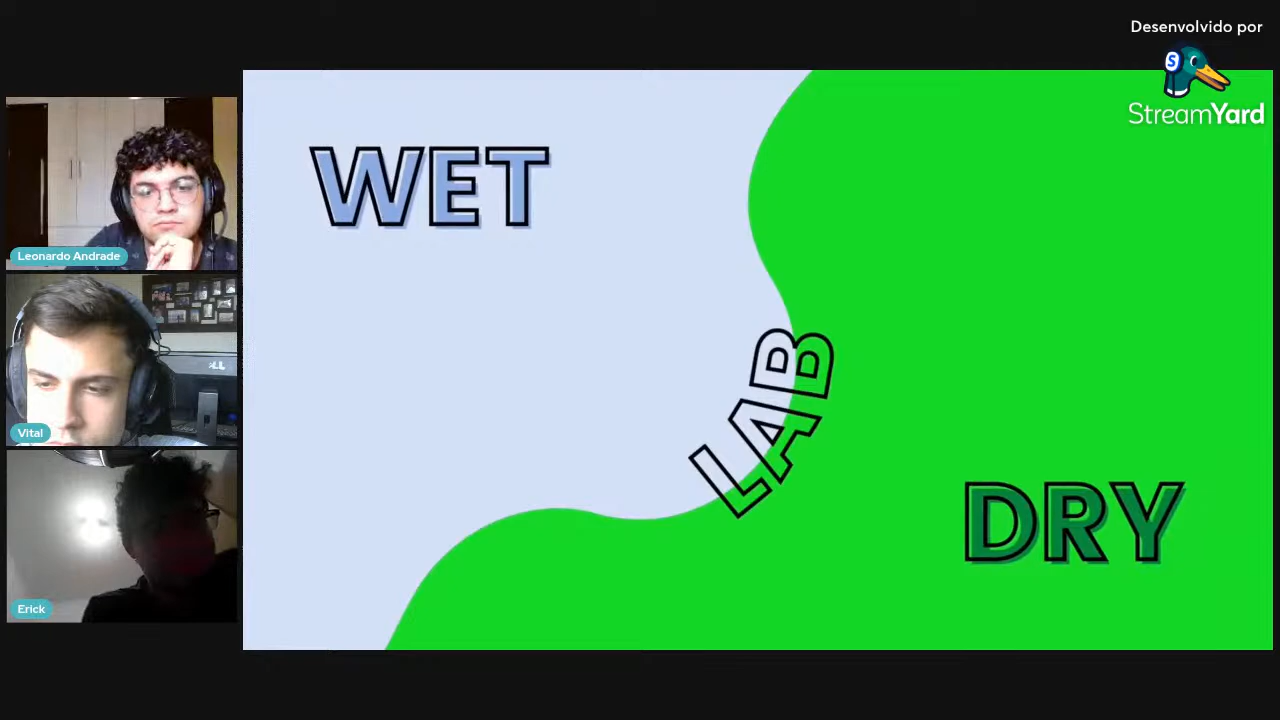 Desenvolvido por
StreamYard
WET
LAB
DRY
Leonardo Andrade
Vital
Erick